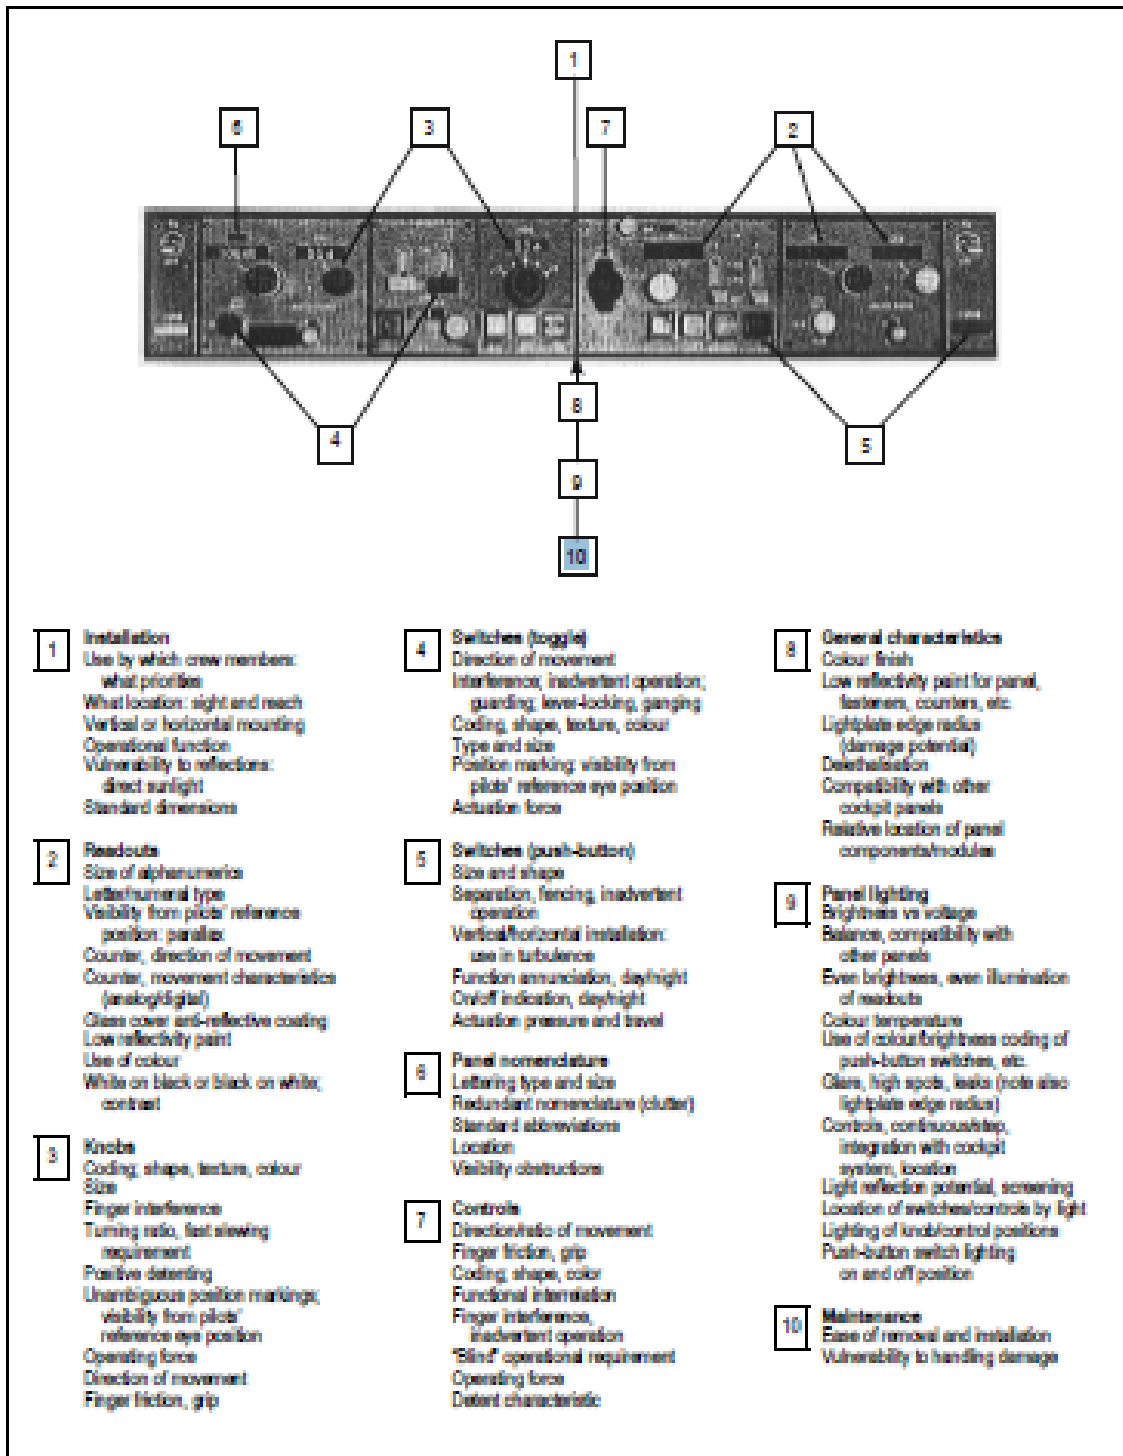 1
6
3
7
2
8
4
5
9
10
1
Installation
Use by which crew members:
what priorities
What location: sight and reach
Vertical or horizontal mounting
Operational function
Vulnerability to reflections:
direct sunlight
Standard dimensions
2
Readouts
Size of alphanumerics
Letter/numeral type
Visibility from pilots' reference
position: parallax
Counter, direction of movement
Counter, movement characteristics
(analog/digital)
Glass cover anti-reflective coating
Low reflectivity paint
Use of colour
White on black or black on white;
contrast
3
Knobs
Coding; shape, texture, colour
Size
Finger interference
Turning ratio, fast slewing
requirement
Positive detenting
Unambiguous position markings;
visibility from pilots'
reference eye position
Operating force
Direction of movement
Finger friction, grip
4
Switches (toggle)
Direction of movement
Interference; inadvertent operation;
guarding; lever-locking, ganging
Coding, shape, texture, colour
Type and size
Position marking; visibility from
pilots' reference eye position
Actuation force
5
Switches (push-button)
Size and shape
Separation, fencing, inadvertent
operation
Vertical/horizontal installation:
use in turbulence
Function annunciation, day/night
On/off indication, day/night
Actuation pressure and travel
6
Panel nomenclature
Lettering type and size
Redundant nomenclature (clutter)
Standard abbreviations
Location
Visibility obstructions
7
Controls
Direction/ratio of movement
Finger friction, grip
Coding; shape, color
Functional interrelation
Finger interference,
inadvertent operation
"Blind" operational requirement
Operating force
Detent characteristic
8
General characteristics
Colour finish
Low reflectivity paint for panel,
fasteners, counters, etc.
Lightplate edge radius
(damage potential)
Delethalisation
Compatibility with other
cockpit panels
Relative location of panel
components/modules
9
Panel lighting
Brightness vs voltage
Balance, compatibility with
other panels
Even brightness, even illumination
of readouts
Colour temperature
Use of colour/brightness coding of
push-button switches, etc.
Glare, high spots, leaks (note also
lightplate edge radius)
Controls, continuous/step,
integration with cockpit
system, location
Light reflection potential, screening
Location of switches/controls by light
Lighting of knob/control positions
Push-button switch lighting
on and off position
10
Maintenance
Ease of removal and installation
Vulnerability to handling damage